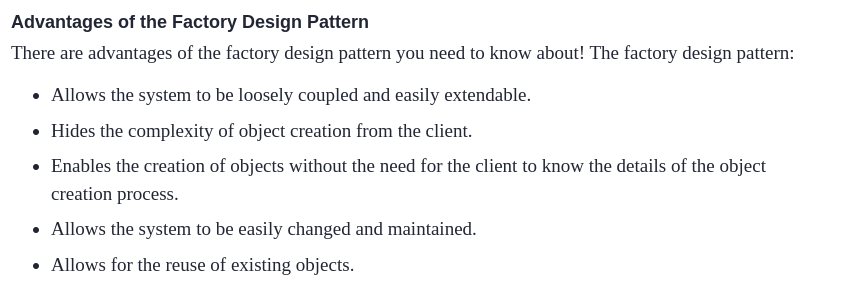 Advantages of the Factory Design Pattern
There are advantages of the factory design pattern you need to know about! The factory design pattern:
• Allows the system to be loosely coupled and easily extendable.
• Hides the complexity of object creation from the client.
• Enables the creation of objects without the need for the client to know the details of the object
creation process.
• Allows the system to be easily changed and maintained.
• Allows for the reuse of existing objects.